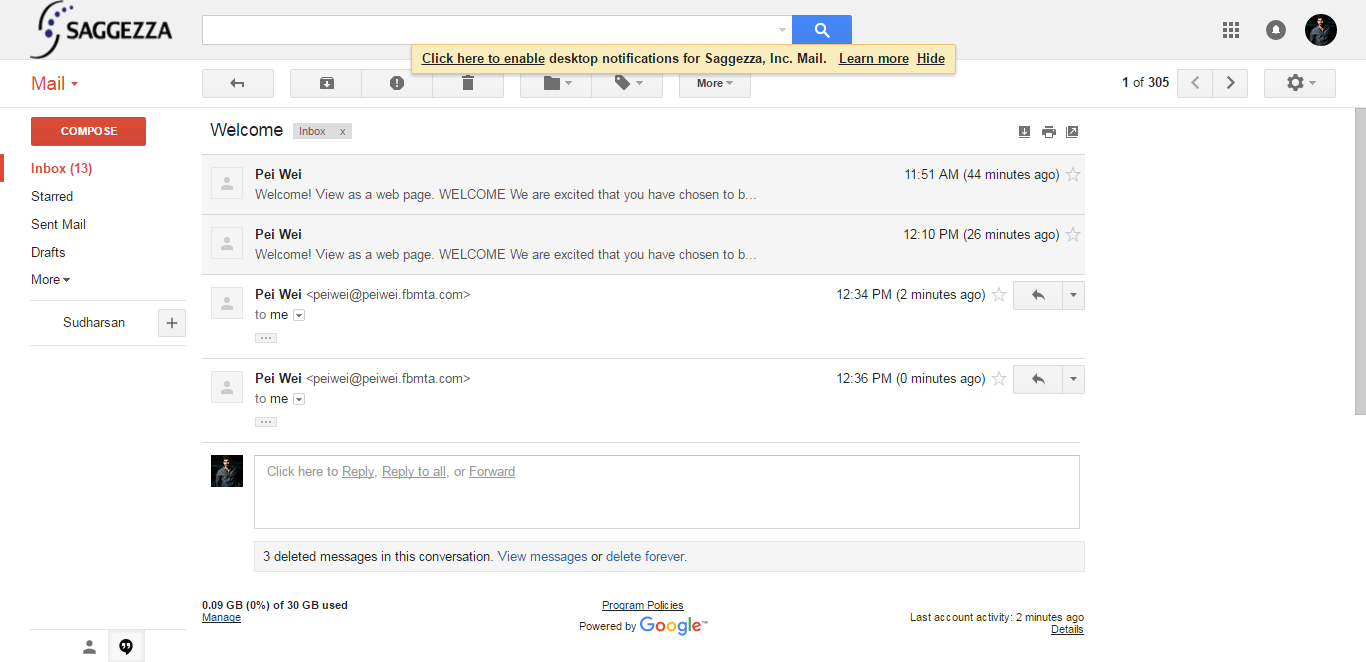 SAGGEZZA
Click here to enable desktop notifications for Saggezza, Inc. Mail. Learn more Hide
Mail
More
1 of 305
COMPOSE
Inbox (13)
Starred
Sent Mail
Drafts
More
Sudharsan
Welcome Inbox x
Pei Wei 11:51 AM (44 minutes ago)
Welcome! View as a web page. WELCOME We are excited that you have chosen to b...
Pei Wei 12:10 PM (26 minutes ago)
Welcome! View as a web page. WELCOME We are excited that you have chosen to b...
Pei Wei <peiwei@peiwei.fbmta.com> 12:34 PM (2 minutes ago)
to me
...
Pei Wei <peiwei@peiwei.fbmta.com> 12:36 PM (0 minutes ago)
to me
...
Click here to Reply, Reply to all, or Forward
3 deleted messages in this conversation. View messages or delete forever.
0.09 GB (0%) of 30 GB used
Manage
Program Policies
Powered by Google™
Last account activity: 2 minutes ago
Details